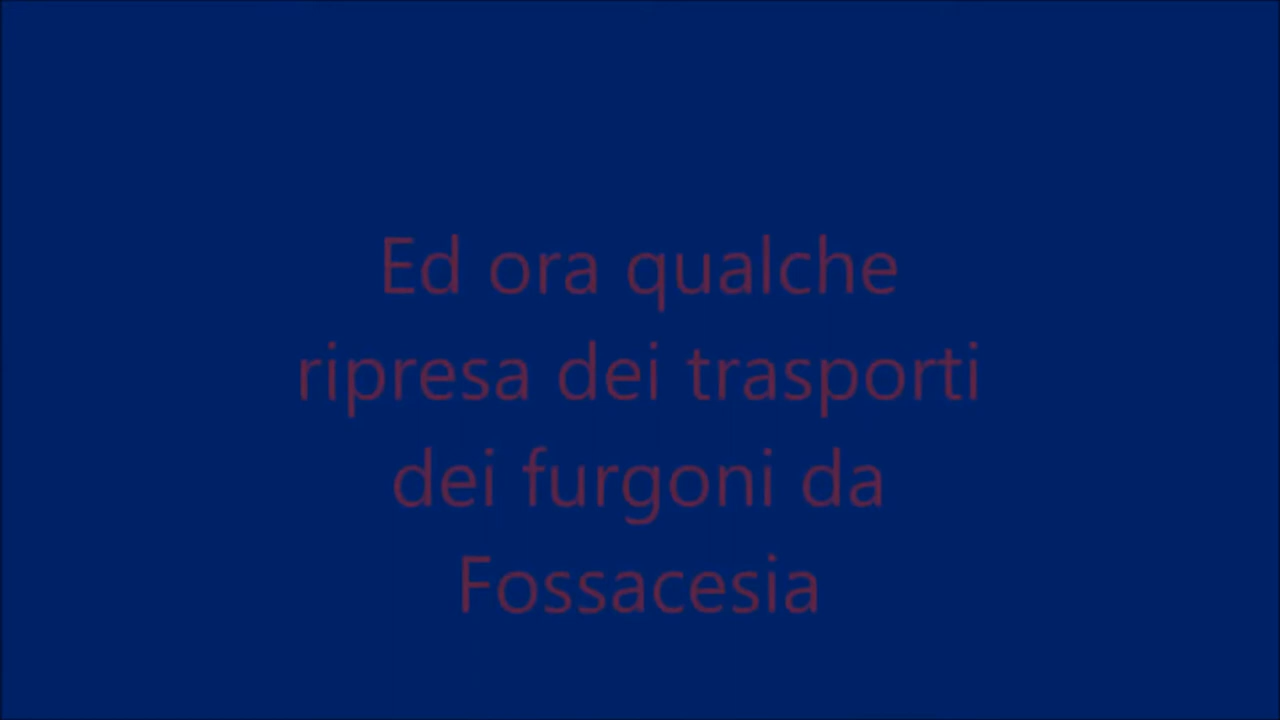 Ed ora qualche
ripresa dei trasporti
dei furgoni da
Fossacesia